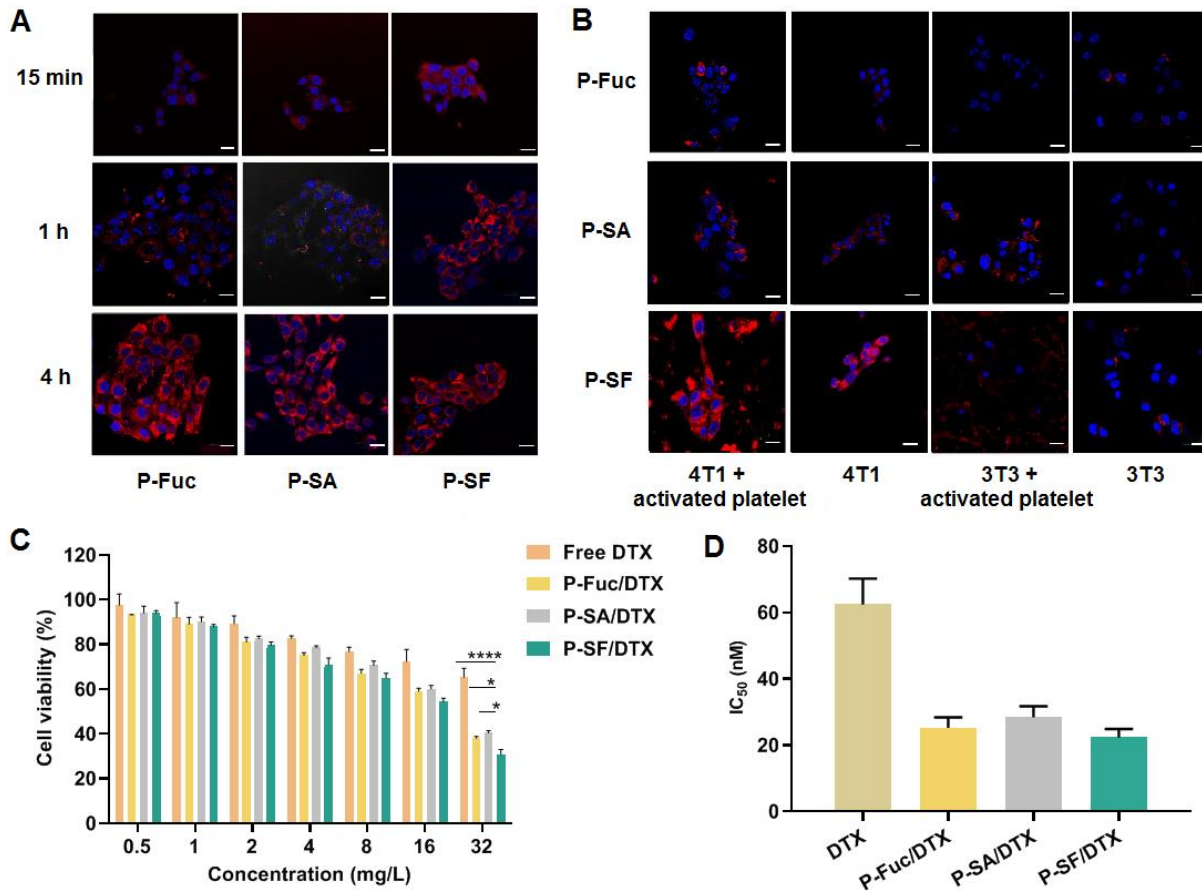 A
15 min
1 h
4 h
P-Fuc
P-SA
P-SF
B
P-Fuc
P-SA
P-SF
4T1 +
activated platelet
4T1
3T3 +
activated platelet
3T3
C
Cell viability (%)
120
100
80
60
40
20
0
0.5
1
2
4
8
16
32
Concentration (mg/L)
****
*
*
Free DTX
P-Fuc/DTX
P-SA/DTX
P-SF/DTX
D
IC50 (nM)
80
60
40
20
0
DTX
P-Fuc/DTX
P-SA/DTX
P-SF/DTX